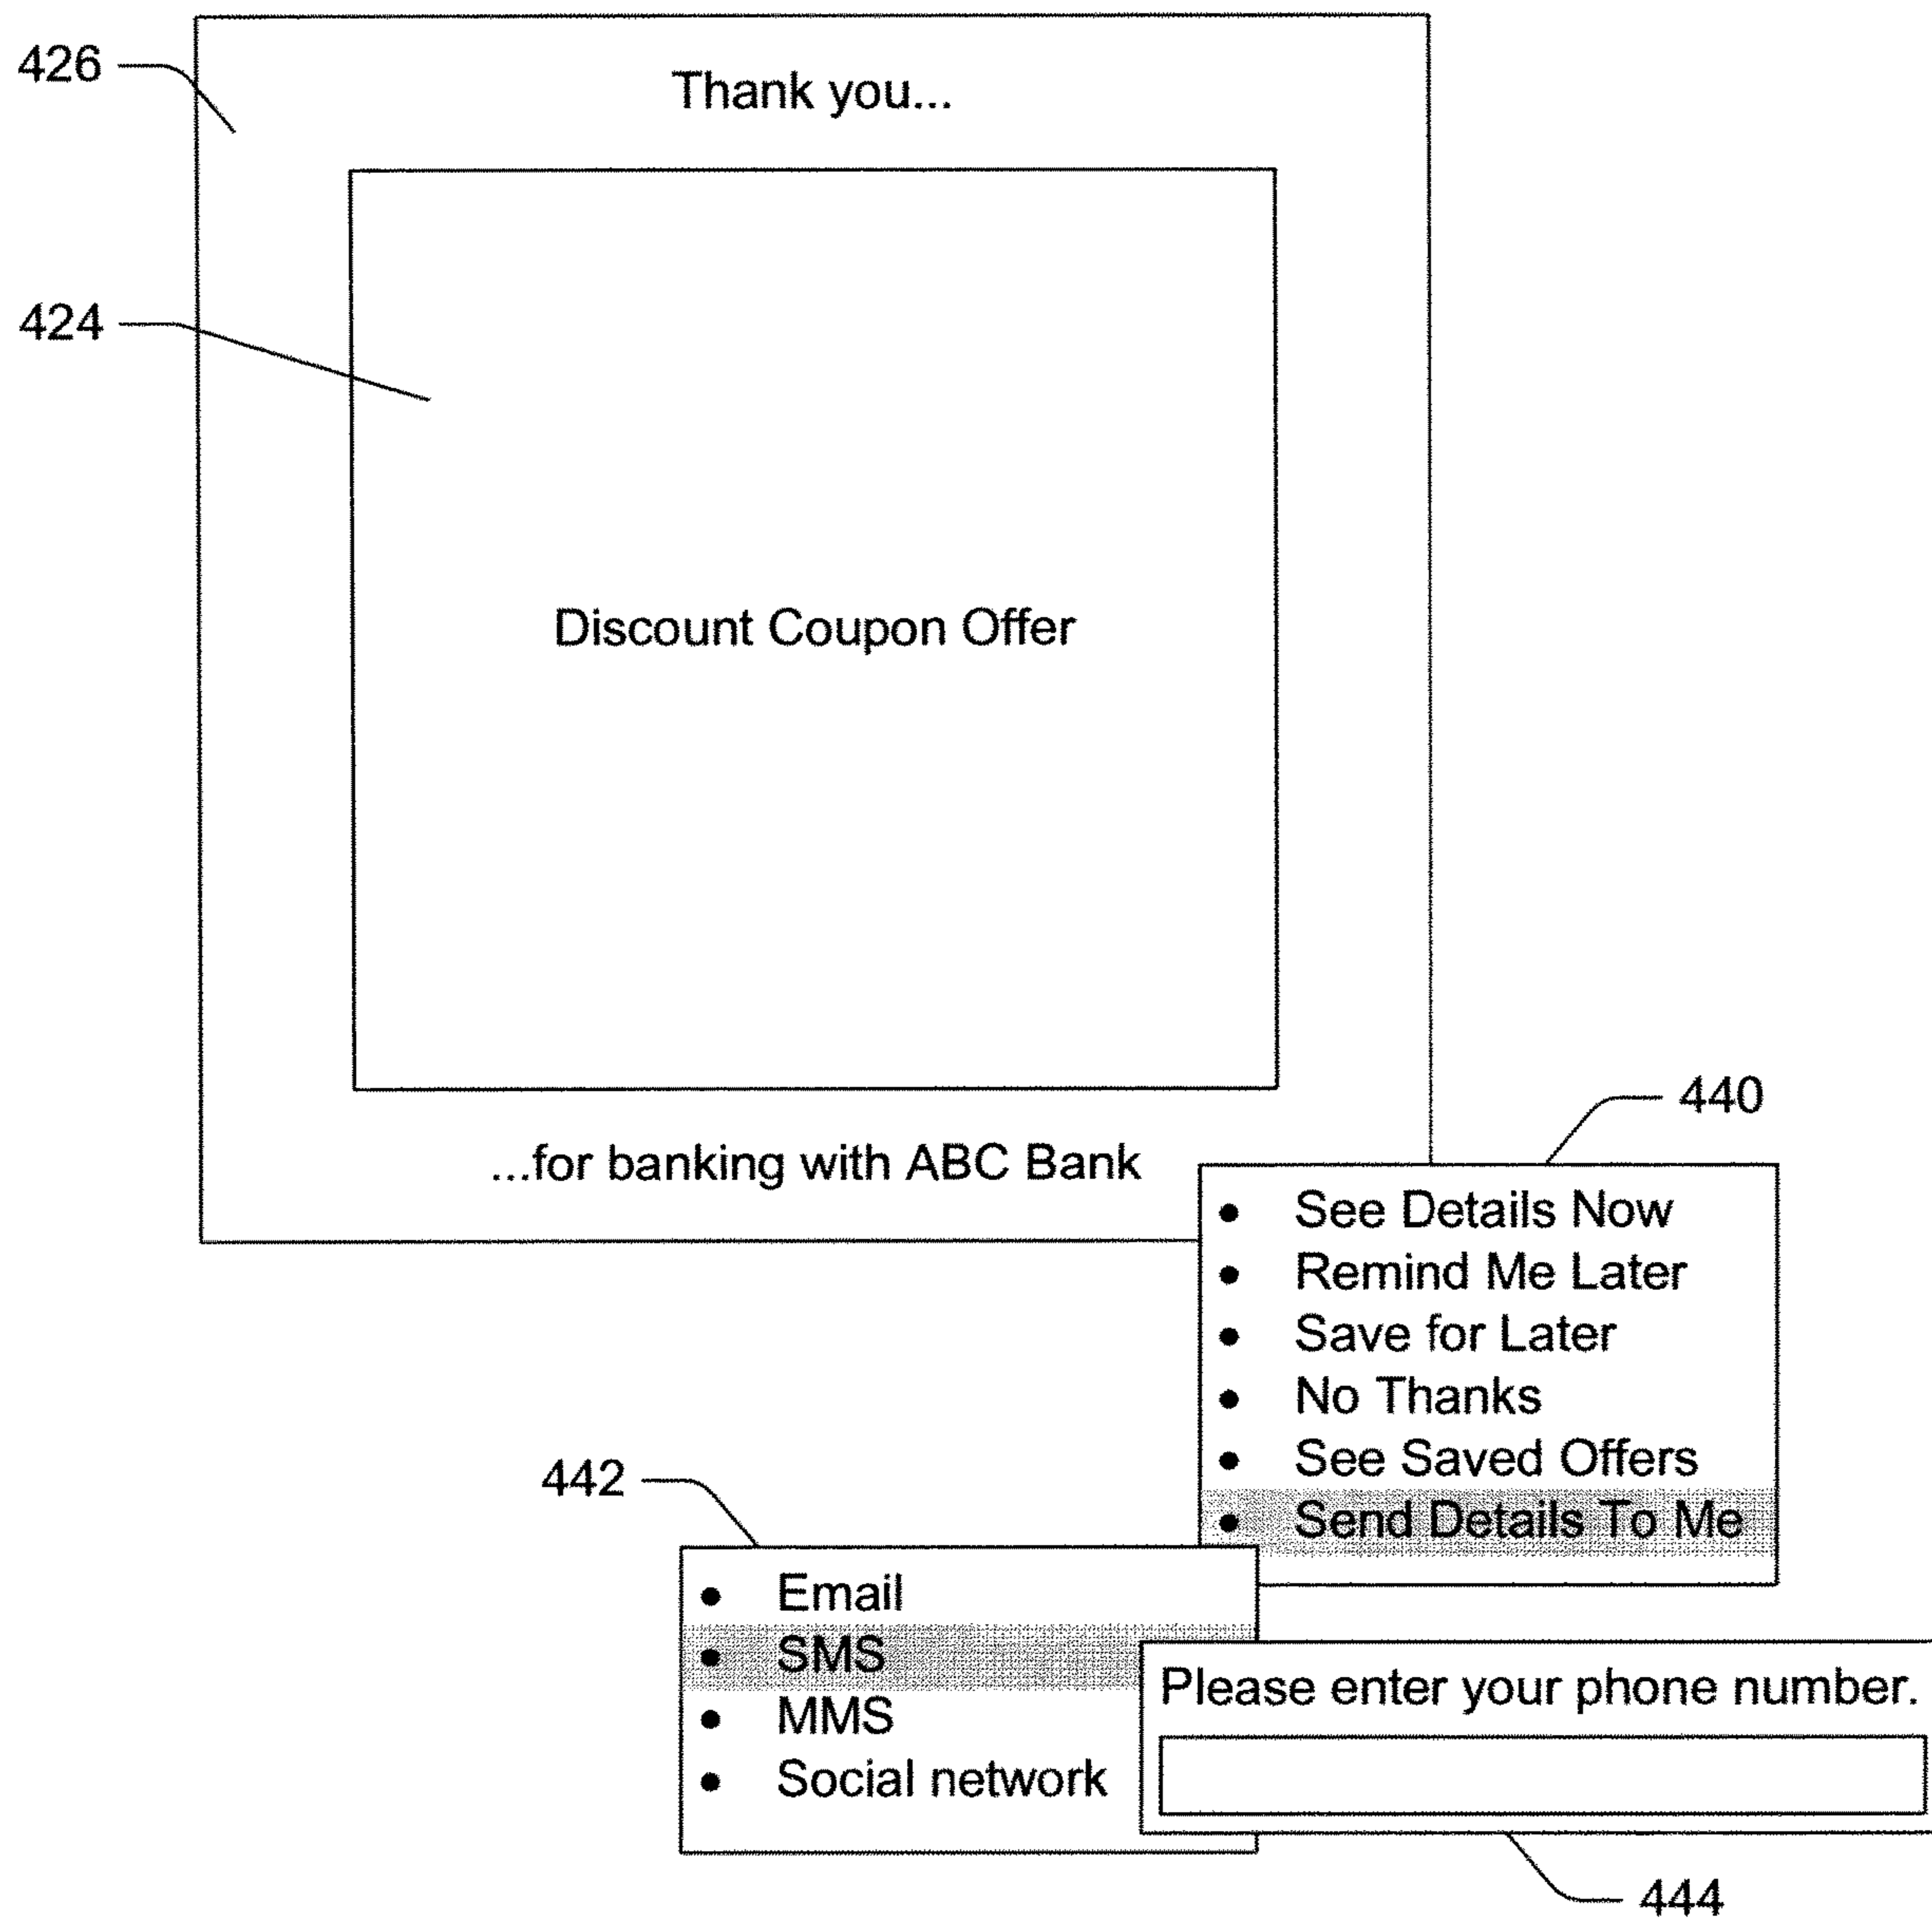 426
Thank you...
424
Discount Coupon Offer
...for banking with ABC Bank
440
• See Details Now
• Remind Me Later
• Save for Later
• No Thanks
• See Saved Offers
• Send Details To Me
442
• Email
• SMS
• MMS
• Social network
Please enter your phone number.
444